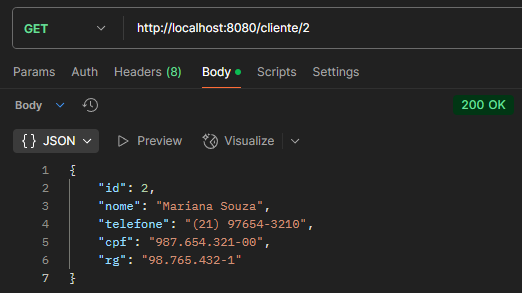 GET http://localhost:8080/cliente/2
Params Auth Headers (8) Body Scripts Settings
Body 200 OK
{} JSON Preview Visualize
1 {
2 "id": 2,
3 "nome": "Mariana Souza",
4 "telefone": "(21) 97654-3210",
5 "cpf": "987.654.321-00",
6 "rg": "98.765.432-1"
7 }